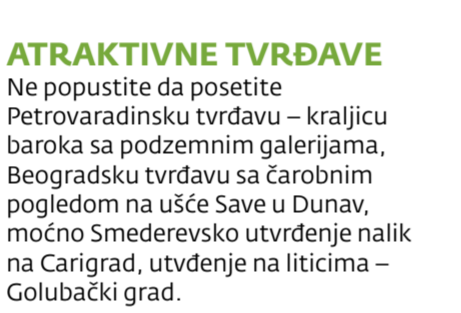 ATRAKTIVNE TVRĐAVE
Ne popustite da posetite
Petrovaradinsku tvrđavu – kraljicu
baroka sa podzemnim galerijama,
Beogradsku tvrđavu sa čarobnim
pogledom na ušće Save u Dunav,
moćno Smederevsko utvrđenje nalik
na Carigrad, utvđenje na liticima –
Golubački grad.